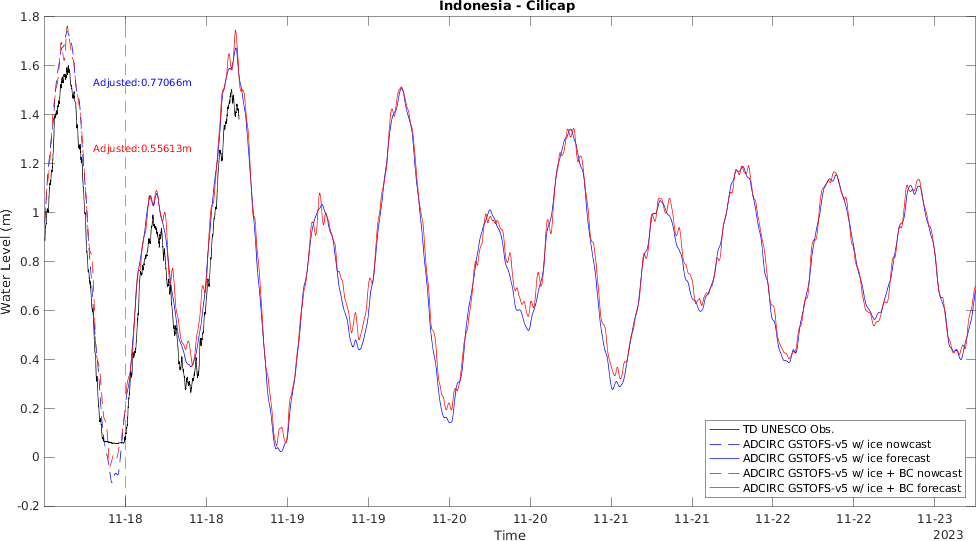 Indonesia - Cilicap
1.8
1.6
1.4
1.2
1
0.8
0.6
0.4
0.2
0
-0.2
Water Level (m)
Adjusted:0.77066m
Adjusted:0.55613m
TD UNESCO Obs.
ADCIRC GSTOFS-v5 w/ ice nowcast
ADCIRC GSTOFS-v5 w/ ice forecast
ADCIRC GSTOFS-v5 w/ ice + BC nowcast
ADCIRC GSTOFS-v5 w/ ice + BC forecast
11-18 11-18 11-19 11-19 11-20 11-20 11-21 11-21 11-22 11-22 11-23
Time
2023